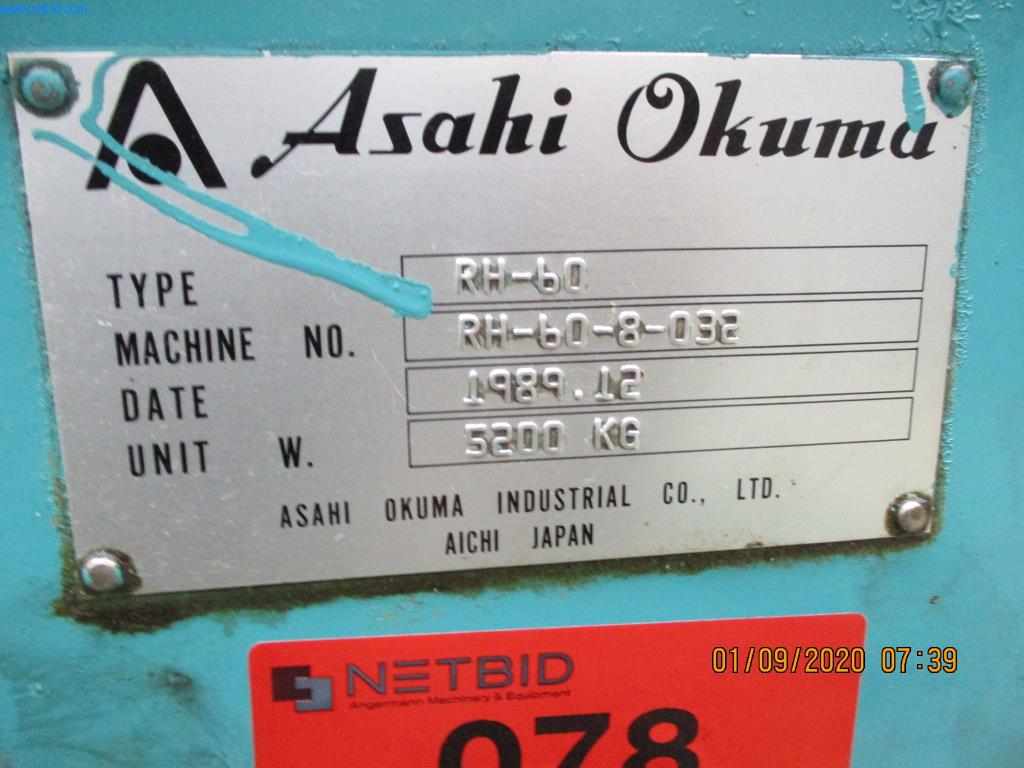 www.netbid.com
Asahi Okuma
TYPE RH-60
MACHINE NO. RH-60-8-032
DATE 1989.12
UNIT W. 5200 KG
ASAHI OKUMA INDUSTRIAL CO., LTD.
AICHI JAPAN
NETBID
Angermann Machinery & Equipment
01/09/2020 07:39
078